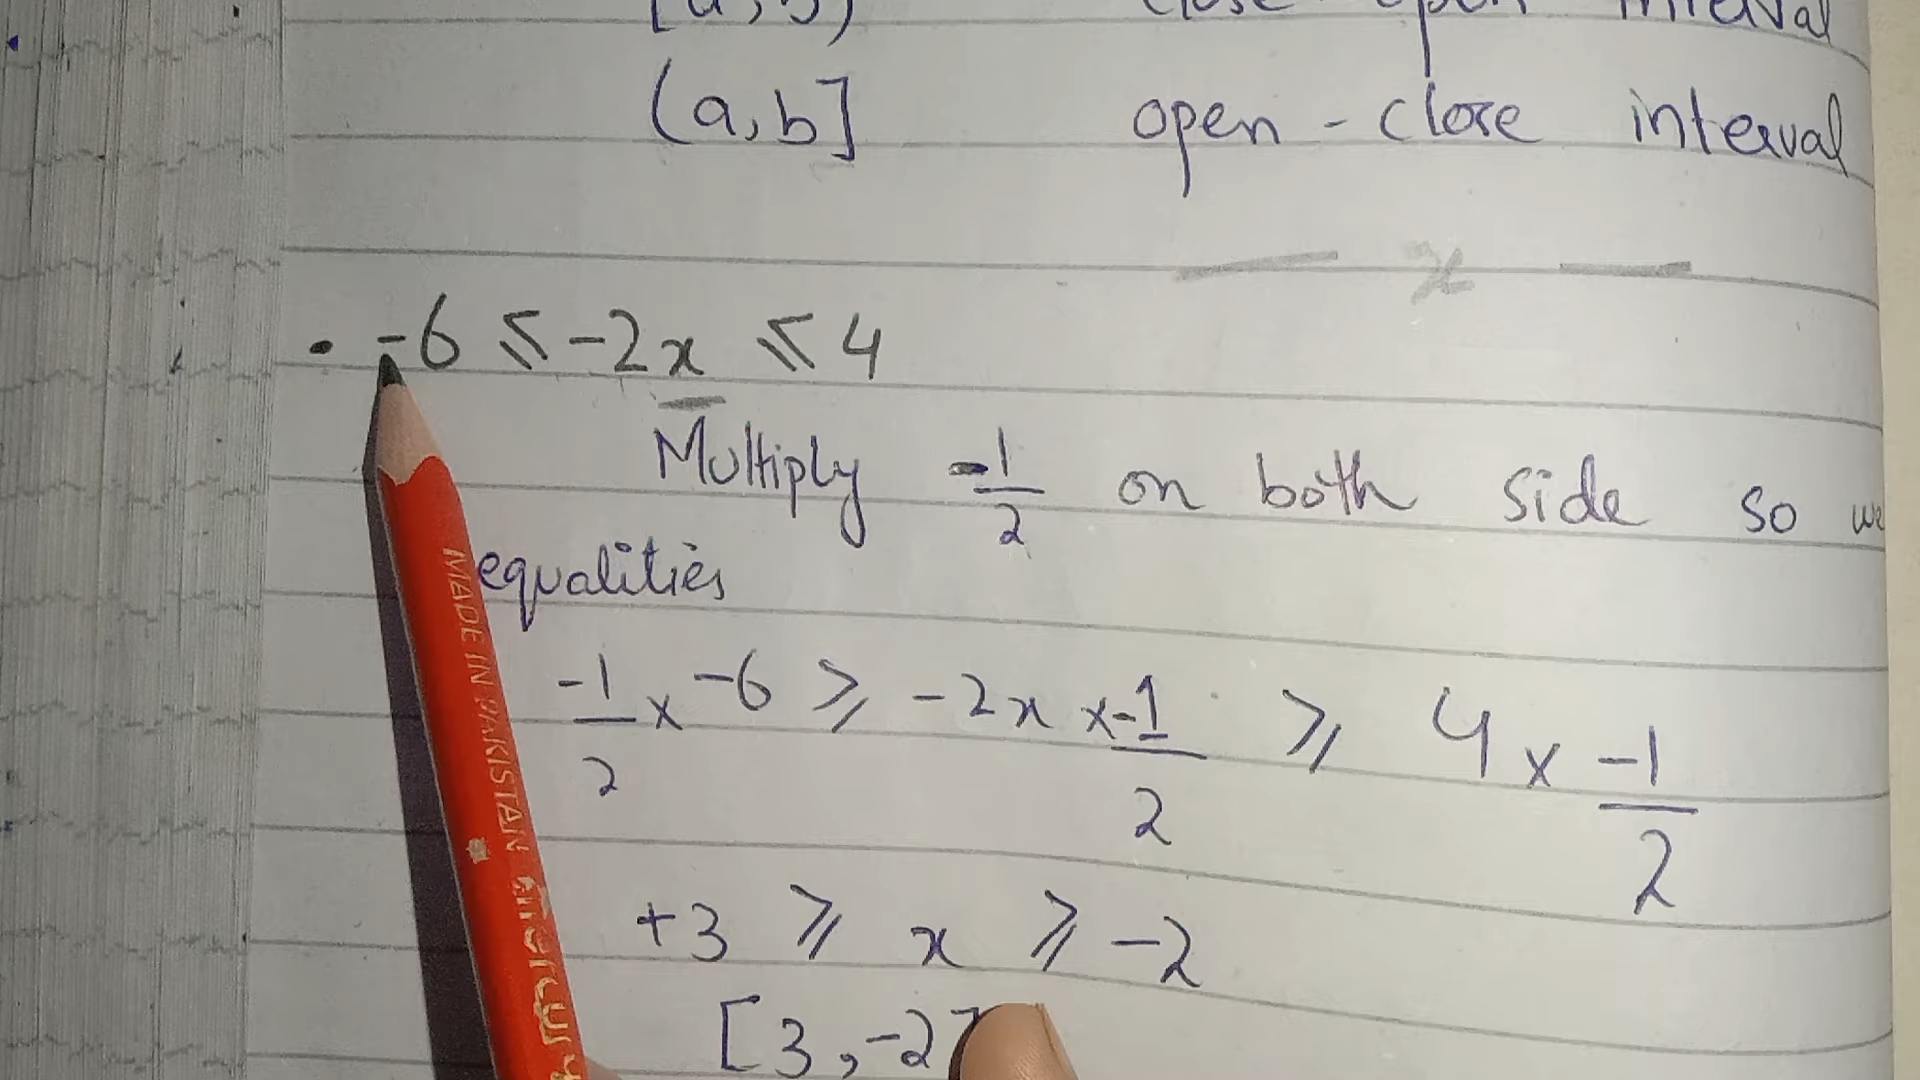 (a,b] open-close interval
x
• -6 ≤ -2x ≤ 4
Multiply -1/2 on both side so we
equalities
-1/2 x -6 ≥ -2x x -1/2 ≥ 4 x -1/2
+3 ≥ x ≥ -2
[3,-2]
MADE IN PAKISTAN